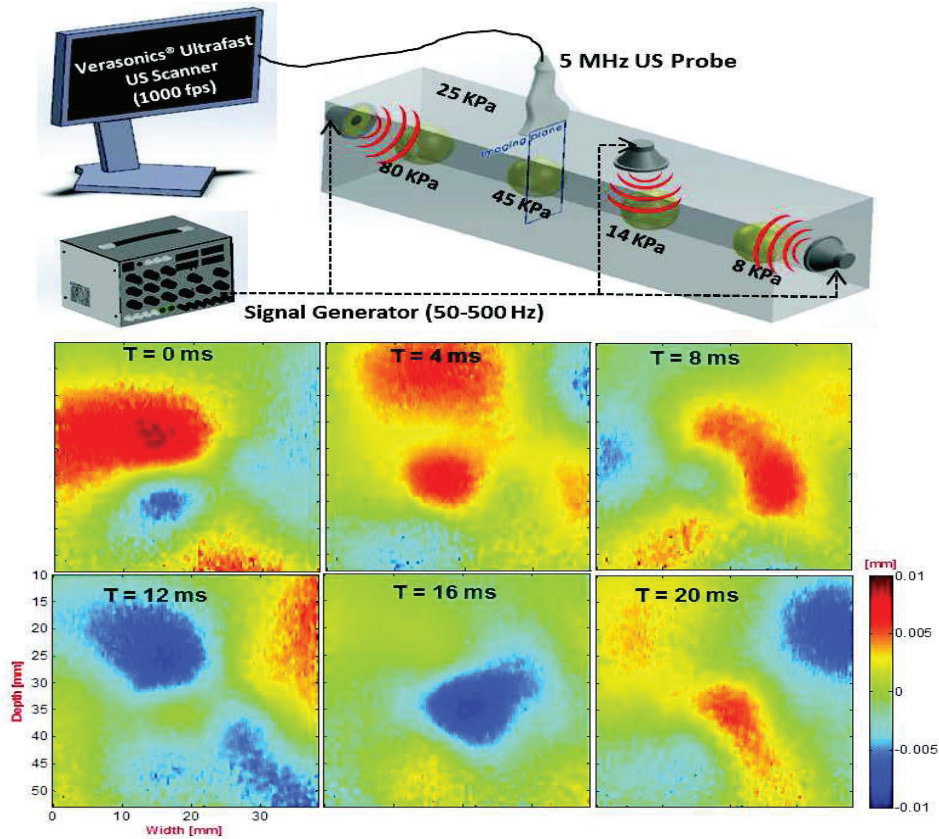 Verasonics® Ultrafast
US Scanner
(1000 fps)
5 MHz US Probe
25 KPa
imaging plane
80 KPa
45 KPa
14 KPa
8 KPa
Signal Generator (50-500 Hz)
T = 0 ms
T = 4 ms
T = 8 ms
[mm]
10
15
20
25
30
35
40
45
50
Depth [mm]
T = 12 ms
T = 16 ms
T = 20 ms
0.01
0.005
0
-0.005
-0.01
0
10
20
30
Width [mm]